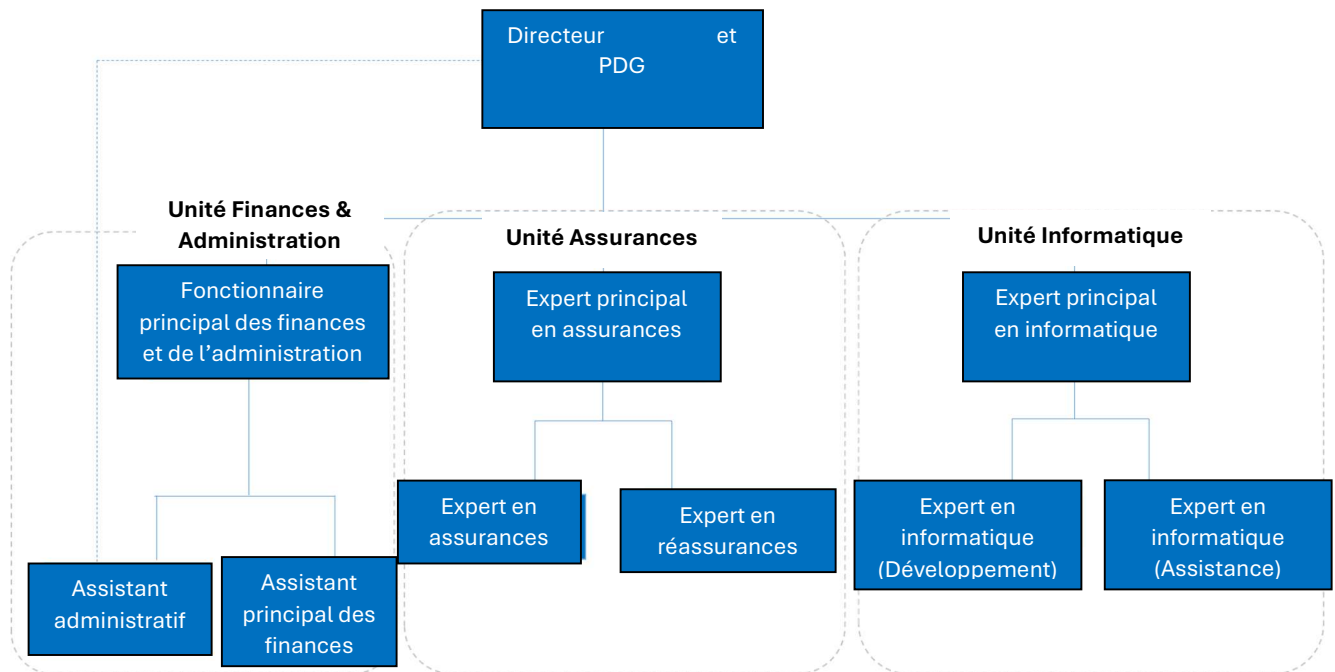 Directeur et
PDG
Unité Finances &
Administration
Fonctionnaire
principal des finances
et de l’administration
Assistant
administratif
Assistant
principal des
finances
Unité Assurances
Expert principal
en assurances
Expert en
assurances
Expert en
réassurances
Unité Informatique
Expert principal
en informatique
Expert en
informatique
(Développement)
Expert en
informatique
(Assistance)